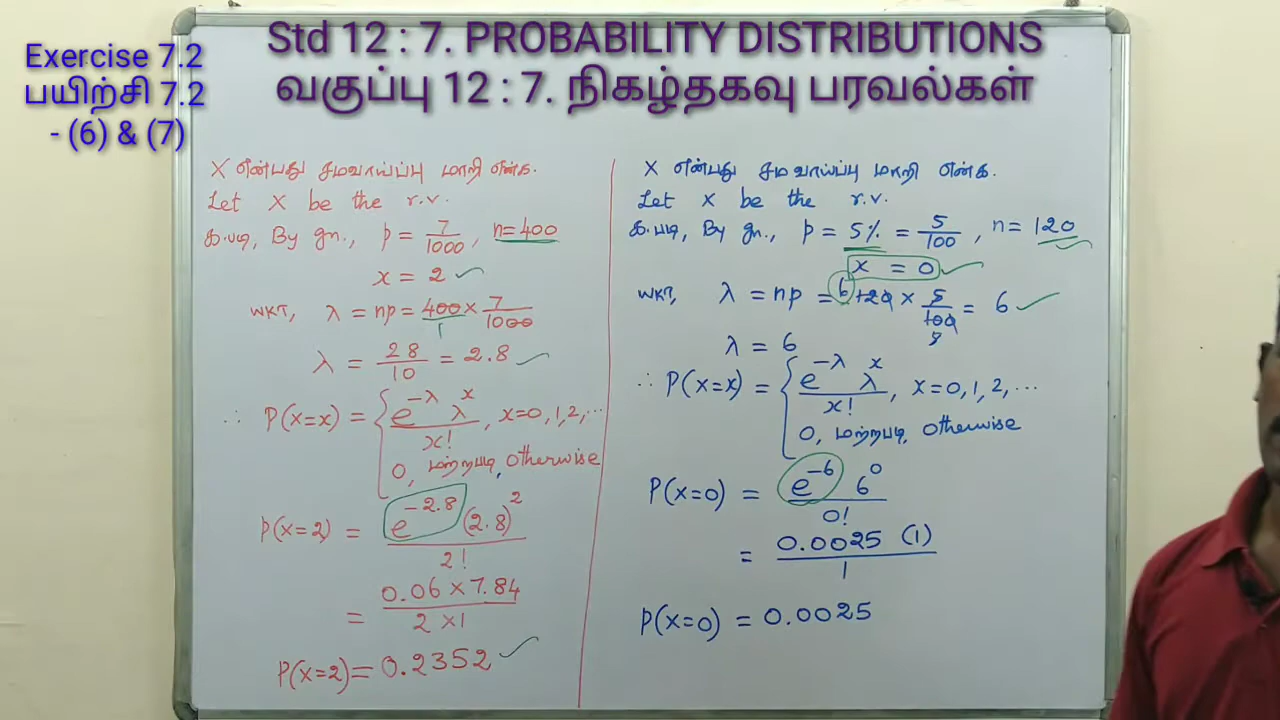 Std 12 : 7. PROBABILITY DISTRIBUTIONS
வகுப்பு 12 : 7. நிகழ்தகவு பரவல்கள்
Exercise 7.2
பயிற்சி 7.2
- (6) & (7)
X என்பது சமவாய்ப்பு மாறி என்க.
Let X be the r.v.
க.படி, By gn., p = 7/1000, n=400
x = 2
WKT, λ = np = 400 × 7/1000
λ = 28/10 = 2.8
∴ P(X=x) = { e^-λ λ^x / x! , x=0,1,2,...
0, மற்றபடி, Otherwise
P(X=2) = e^-2.8 (2.8)^2 / 2!
= 0.06 × 7.84 / 2 × 1
P(X=2) = 0.2352
X என்பது சமவாய்ப்பு மாறி என்க.
Let X be the r.v.
க.படி, By gn., p = 5% = 5/100, n = 120
x = 0
WKT, λ = np = 6 120 × 5/100 = 6
λ = 6
∴ P(X=x) = { e^-λ λ^x / x! , x=0,1,2,...
0, மற்றபடி, Otherwise
P(X=0) = e^-6 6^0 / 0!
= 0.0025 (1) / 1
P(X=0) = 0.0025